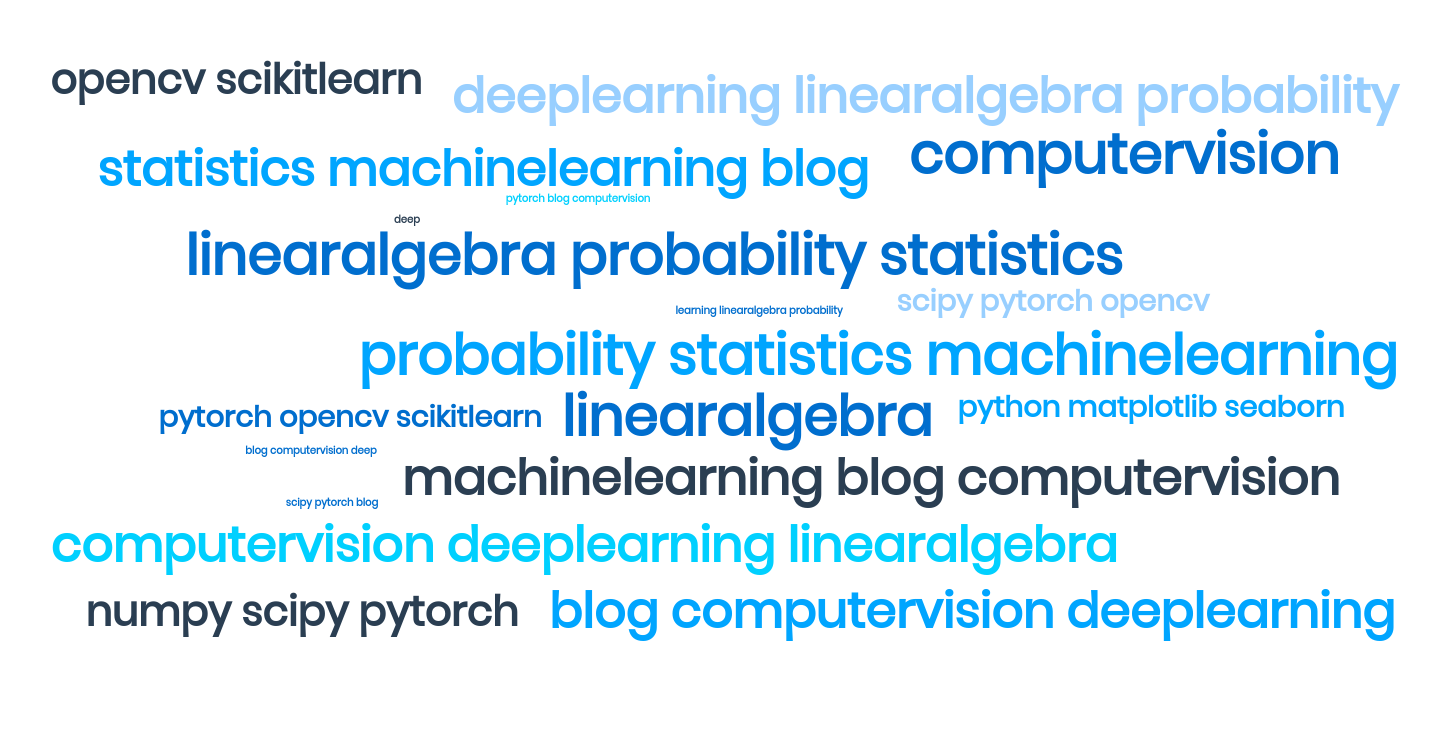 opencv scikitlearn
deeplearning linearalgebra probability
statistics machinelearning blog
computervision
pytorch blog computervision
deep
linearalgebra probability statistics
learning linearalgebra probability
scipy pytorch opencv
probability statistics machinelearning
pytorch opencv scikitlearn
linearalgebra
python matplotlib seaborn
blog computervision deep
machinelearning blog computervision
scipy pytorch blog
computervision deeplearning linearalgebra
numpy scipy pytorch
blog computervision deeplearning